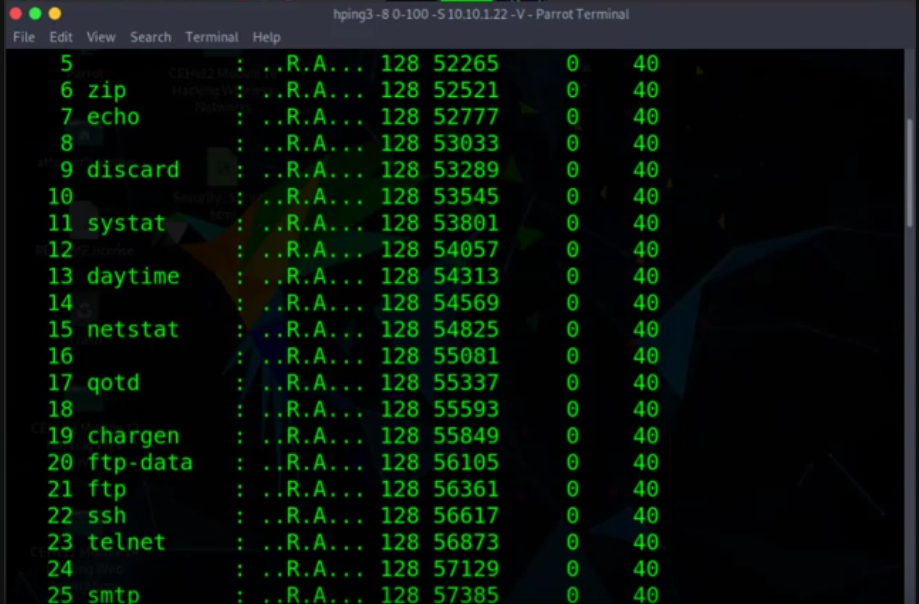 hping3 -8 0-100 -S 10.10.1.22 -V - Parrot Terminal
File Edit View Search Terminal Help
5 : ..R.A... 128 52265 0 40
6 zip : ..R.A... 128 52521 0 40
7 echo : ..R.A... 128 52777 0 40
8 : ..R.A... 128 53033 0 40
9 discard : ..R.A... 128 53289 0 40
10 : ..R.A... 128 53545 0 40
11 systat : ..R.A... 128 53801 0 40
12 : ..R.A... 128 54057 0 40
13 daytime : ..R.A... 128 54313 0 40
14 : ..R.A... 128 54569 0 40
15 netstat : ..R.A... 128 54825 0 40
16 : ..R.A... 128 55081 0 40
17 qotd : ..R.A... 128 55337 0 40
18 : ..R.A... 128 55593 0 40
19 chargen : ..R.A... 128 55849 0 40
20 ftp-data : ..R.A... 128 56105 0 40
21 ftp : ..R.A... 128 56361 0 40
22 ssh : ..R.A... 128 56617 0 40
23 telnet : ..R.A... 128 56873 0 40
24 : ..R.A... 128 57129 0 40
25 smtp : ..R.A... 128 57385 0 40